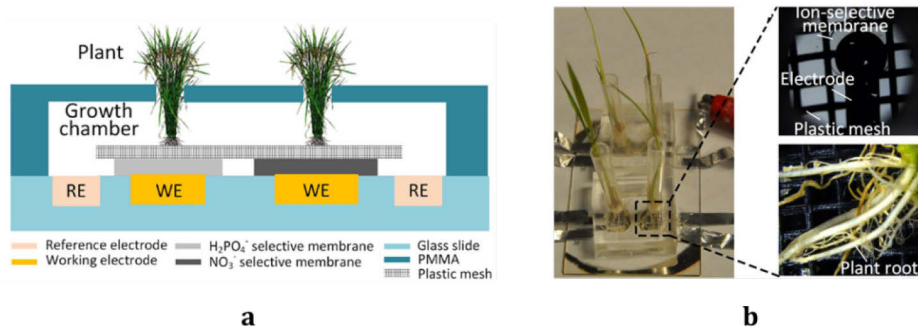 Plant
Growth
chamber
RE
WE
WE
RE
Reference electrode
Working electrode
H₂PO₄⁻ selective membrane
NO₃⁻ selective membrane
Glass slide
PMMA
Plastic mesh
a
Ion-selective
membrane
Electrode
Plastic mesh
Plant root
b